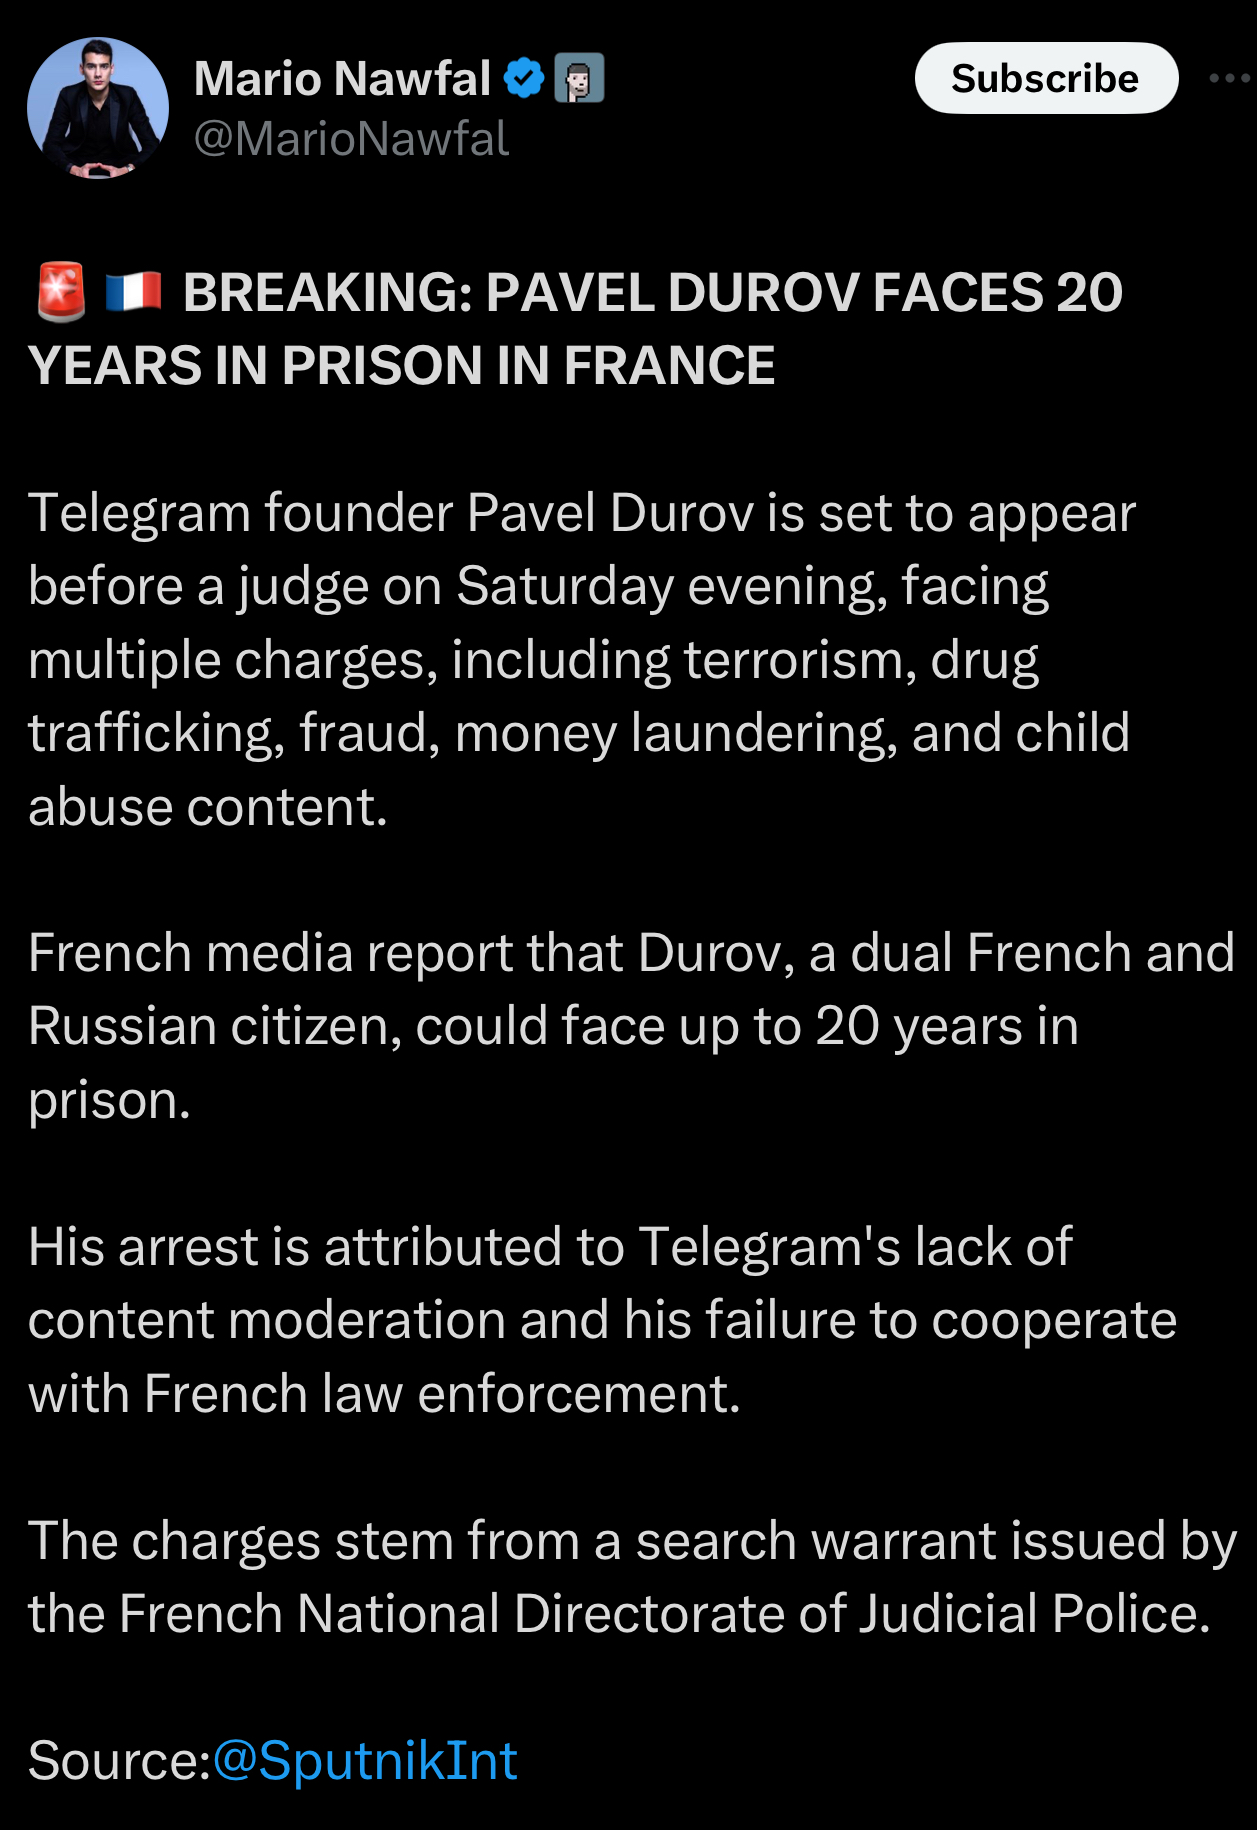 Mario Nawfal
Subscribe
@MarioNawfal
🚨🇫🇷 BREAKING: PAVEL DUROV FACES 20
YEARS IN PRISON IN FRANCE
Telegram founder Pavel Durov is set to appear
before a judge on Saturday evening, facing
multiple charges, including terrorism, drug
trafficking, fraud, money laundering, and child
abuse content.
French media report that Durov, a dual French and
Russian citizen, could face up to 20 years in
prison.
His arrest is attributed to Telegram's lack of
content moderation and his failure to cooperate
with French law enforcement.
The charges stem from a search warrant issued by
the French National Directorate of Judicial Police.
Source:@SputnikInt